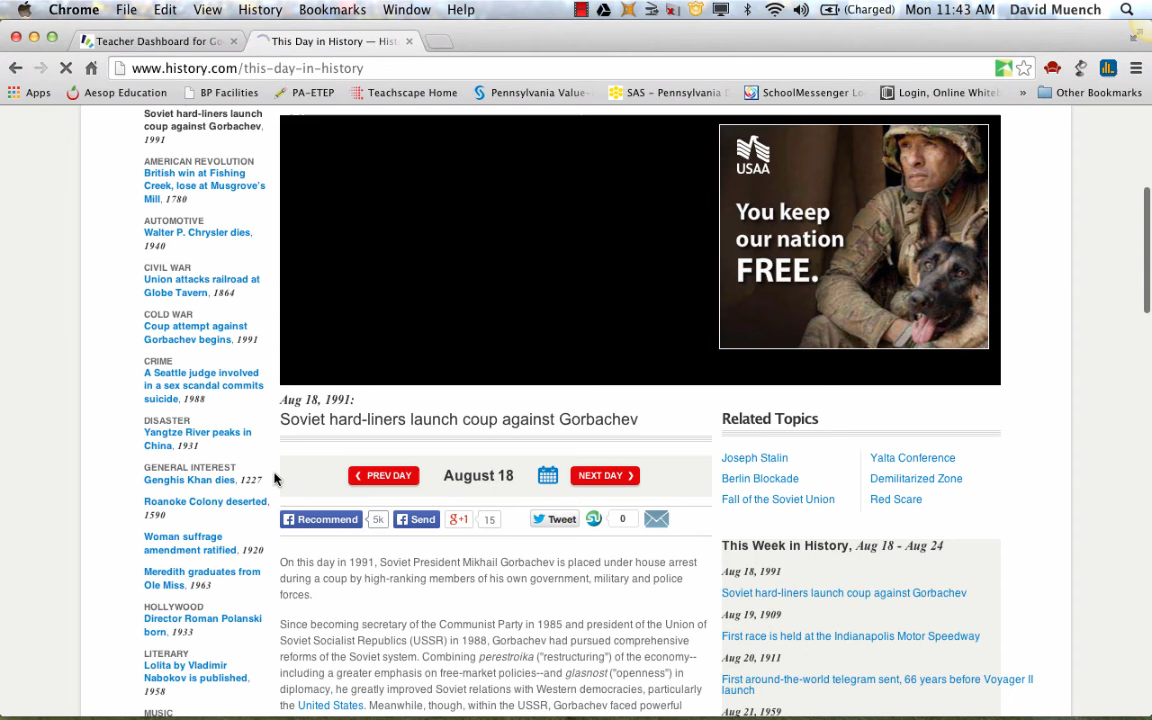 Chrome File Edit View History Bookmarks Window Help (Charged) Mon 11:43 AM David Muench
Teacher Dashboard for Go
This Day in History — Hist
www.history.com/this-day-in-history
Apps Aesop Education BP Facilities PA-ETEP Teachscape Home Pennsylvania Value- SAS - Pennsylvania D SchoolMessenger Lo Login, Online White » Other Bookmarks
Soviet hard-liners launch
coup against Gorbachev,
1991
AMERICAN REVOLUTION
British win at Fishing
Creek, lose at Musgrove's
Mill, 1780
AUTOMOTIVE
Walter P. Chrysler dies,
1940
CIVIL WAR
Union attacks railroad at
Globe Tavern, 1864
COLD WAR
Coup attempt against
Gorbachev begins, 1991
CRIME
A Seattle judge involved
in a sex scandal commits
suicide, 1988
DISASTER
Yangtze River peaks in
China, 1931
GENERAL INTEREST
Genghis Khan dies, 1227
Roanoke Colony deserted,
1590
Woman suffrage
amendment ratified, 1920
Meredith graduates from
Ole Miss, 1963
HOLLYWOOD
Director Roman Polanski
born, 1933
LITERARY
Lolita by Vladimir
Nabokov is published,
1958
MUSIC
USAA
You keep
our nation
FREE.
Aug 18, 1991:
Soviet hard-liners launch coup against Gorbachev
PREV DAY August 18 NEXT DAY
Recommend 5k Send g+1 15 Tweet 0
On this day in 1991, Soviet President Mikhail Gorbachev is placed under house arrest
during a coup by high-ranking members of his own government, military and police
forces.
Since becoming secretary of the Communist Party in 1985 and president of the Union of
Soviet Socialist Republics (USSR) in 1988, Gorbachev had pursued comprehensive
reforms of the Soviet system. Combining perestroika ("restructuring") of the economy--
including a greater emphasis on free-market policies--and glasnost ("openness") in
diplomacy, he greatly improved Soviet relations with Western democracies, particularly
the United States. Meanwhile, though, within the USSR, Gorbachev faced powerful
Related Topics
Joseph Stalin
Berlin Blockade
Fall of the Soviet Union
Yalta Conference
Demilitarized Zone
Red Scare
This Week in History, Aug 18 - Aug 24
Aug 18, 1991
Soviet hard-liners launch coup against Gorbachev
Aug 19, 1909
First race is held at the Indianapolis Motor Speedway
Aug 20, 1911
First around-the-world telegram sent, 66 years before Voyager II
launch
Aug 21, 1959